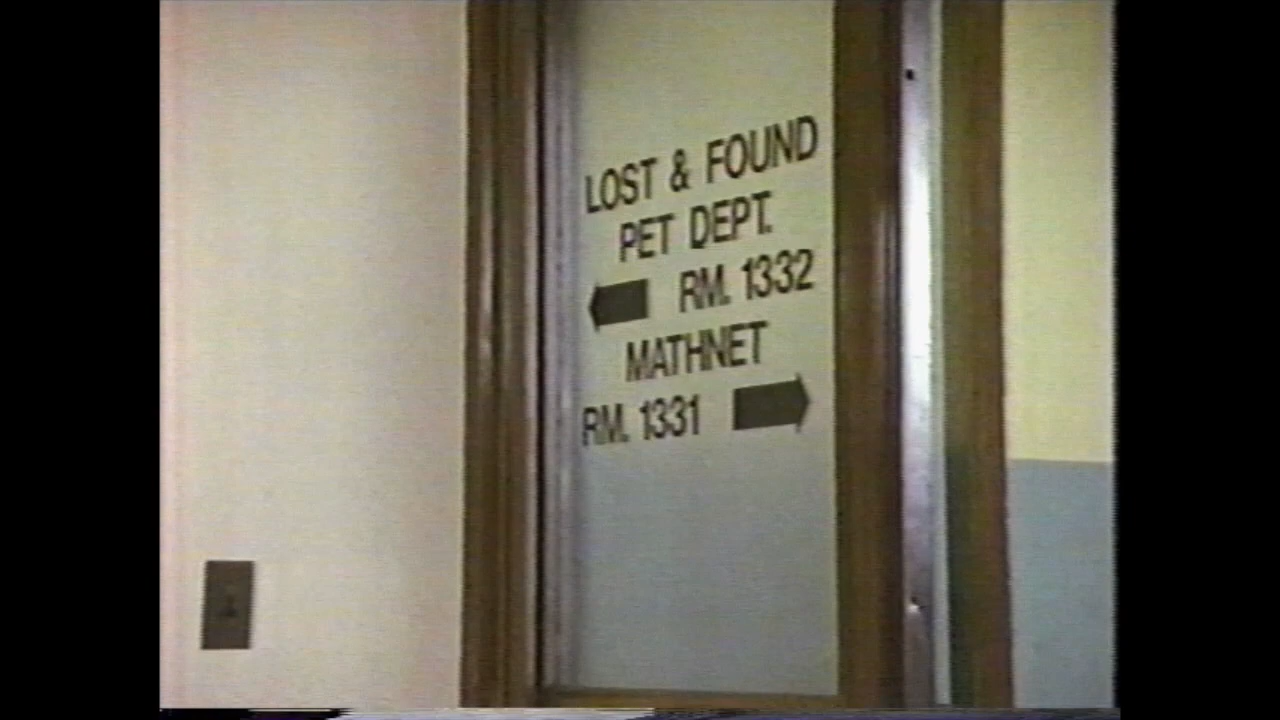 LOST & FOUND
PET DEPT.
RM. 1332
MATHNET
RM. 1331